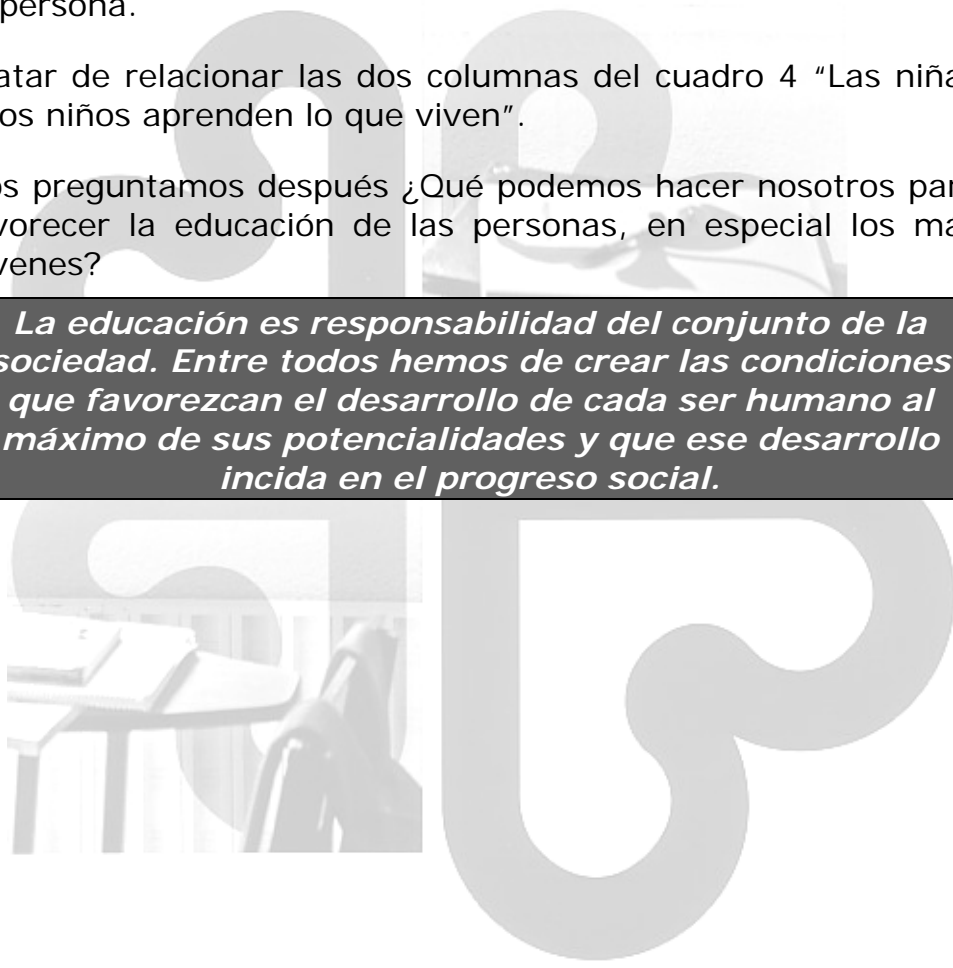 persona.
atar de relacionar las dos columnas del cuadro 4 “Las niña
os niños aprenden lo que viven”.
os preguntamos después ¿Qué podemos hacer nosotros par
vorecer la educación de las personas, en especial los má
venes?
La educación es responsabilidad del conjunto de la
sociedad. Entre todos hemos de crear las condiciones
que favorezcan el desarrollo de cada ser humano al
máximo de sus potencialidades y que ese desarrollo
incida en el progreso social.